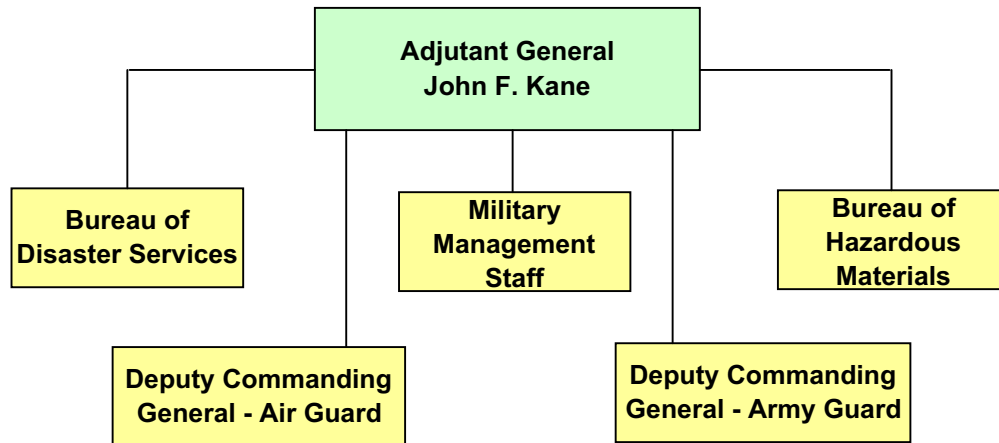 Adjutant General
John F. Kane
Bureau of
Disaster Services
Military
Management
Staff
Bureau of
Hazardous
Materials
Deputy Commanding
General - Air Guard
Deputy Commanding
General - Army Guard